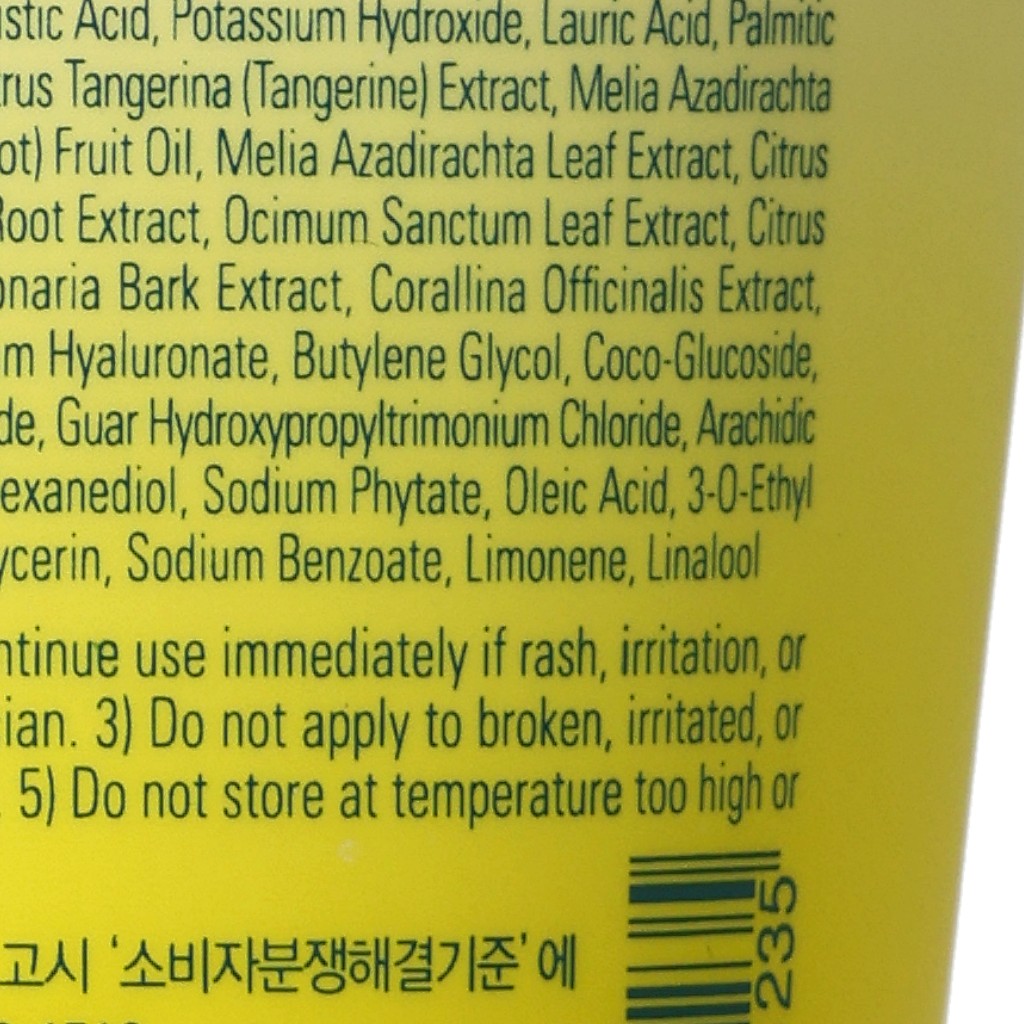 stic Acid, Potassium Hydroxide, Lauric Acid, Palmitic
rus Tangerina (Tangerine) Extract, Melia Azadirachta
ot) Fruit Oil, Melia Azadirachta Leaf Extract, Citrus
Root Extract, Ocimum Sanctum Leaf Extract, Citrus
onaria Bark Extract, Corallina Officinalis Extract,
m Hyaluronate, Butylene Glycol, Coco-Glucoside,
de, Guar Hydroxypropyltrimonium Chloride, Arachidic
exanediol, Sodium Phytate, Oleic Acid, 3-O-Ethyl
ycerin, Sodium Benzoate, Limonene, Linalool
ntinue use immediately if rash, irritation, or
ian. 3) Do not apply to broken, irritated, or
. 5) Do not store at temperature too high or
고시 ‘소비자분쟁해결기준’에
235